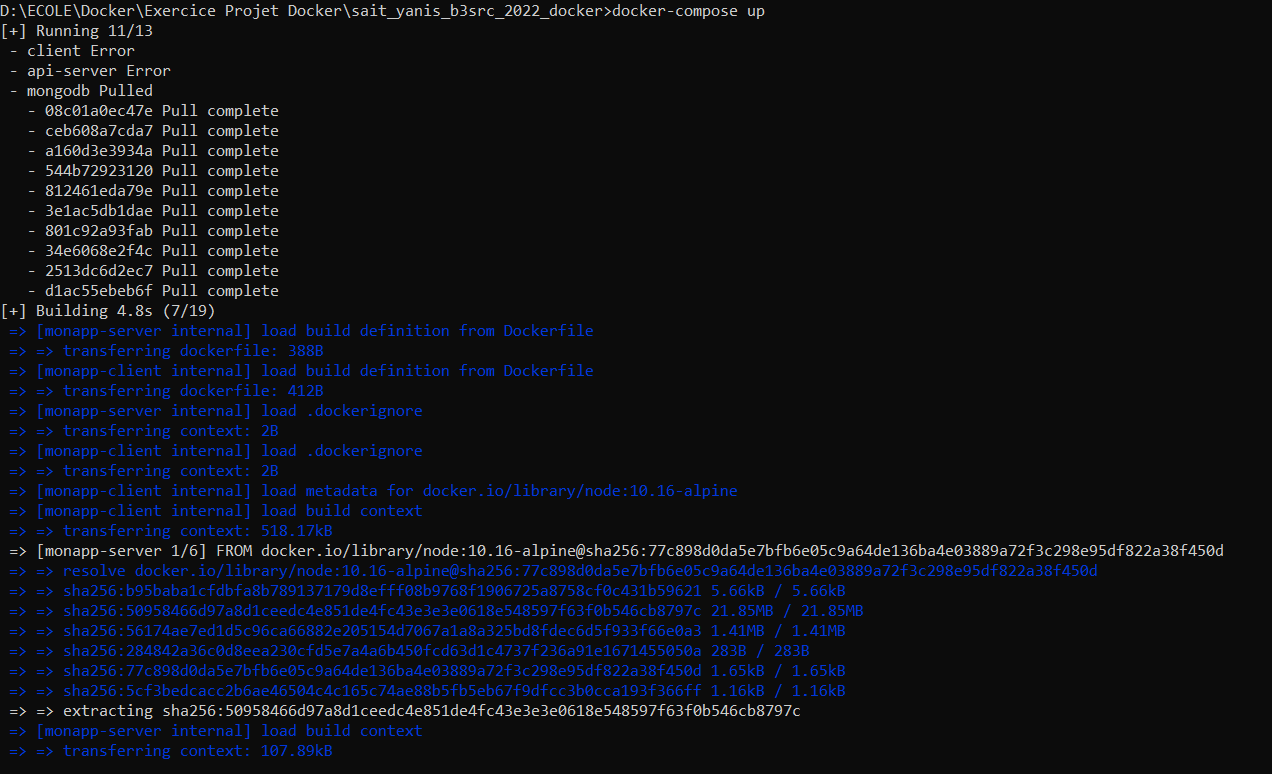 D:\ECOLE\Docker\Exercice Projet Docker\sait_yanis_b3src_2022_docker>docker-compose up
[+] Running 11/13
- client Error
- api-server Error
- mongodb Pulled
- 08c01a0ec47e Pull complete
- ceb608a7cda7 Pull complete
- a160d3e3934a Pull complete
- 544b72923120 Pull complete
- 812461eda79e Pull complete
- 3e1ac5db1dae Pull complete
- 801c92a93fab Pull complete
- 34e6068e2f4c Pull complete
- 2513dc6d2ec7 Pull complete
- d1ac55ebeb6f Pull complete
[+] Building 4.8s (7/19)
=> [monapp-server internal] load build definition from Dockerfile
=> => transferring dockerfile: 388B
=> [monapp-client internal] load build definition from Dockerfile
=> => transferring dockerfile: 412B
=> [monapp-server internal] load .dockerignore
=> => transferring context: 2B
=> [monapp-client internal] load .dockerignore
=> => transferring context: 2B
=> [monapp-client internal] load metadata for docker.io/library/node:10.16-alpine
=> [monapp-client internal] load build context
=> => transferring context: 518.17kB
=> [monapp-server 1/6] FROM docker.io/library/node:10.16-alpine@sha256:77c898d0da5e7bfb6e05c9a64de136ba4e03889a72f3c298e95df822a38f450d
=> => resolve docker.io/library/node:10.16-alpine@sha256:77c898d0da5e7bfb6e05c9a64de136ba4e03889a72f3c298e95df822a38f450d
=> => sha256:b95baba1cfdbfa8b789137179d8efff08b9768f1906725a8758cf0c431b59621 5.66kB / 5.66kB
=> => sha256:50958466d97a8d1ceedc4e851de4fc43e3e3e0618e548597f63f0b546cb8797c 21.85MB / 21.85MB
=> => sha256:56174ae7ed1d5c96ca66882e205154d7067a1a8a325bd8fdec6d5f933f66e0a3 1.41MB / 1.41MB
=> => sha256:284842a36c0d8eea230cfd5e7a4a6b450fcd63d1c4737f236a91e1671455050a 283B / 283B
=> => sha256:77c898d0da5e7bfb6e05c9a64de136ba4e03889a72f3c298e95df822a38f450d 1.65kB / 1.65kB
=> => sha256:5cf3bedcacc2b6ae46504c4c165c74ae88b5fb5eb67f9dfcc3b0cca193f366ff 1.16kB / 1.16kB
=> => extracting sha256:50958466d97a8d1ceedc4e851de4fc43e3e3e0618e548597f63f0b546cb8797c
=> [monapp-server internal] load build context
=> => transferring context: 107.89kB